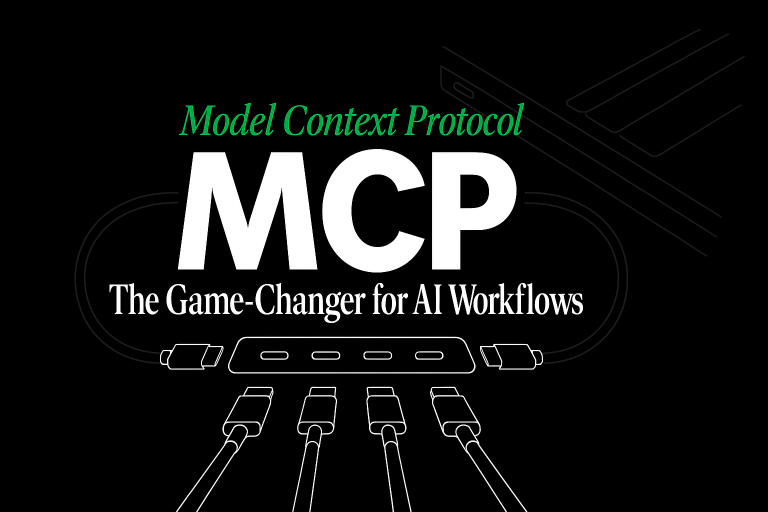 Model Context Protocol
MCP
The Game-Changer for AI Workflows